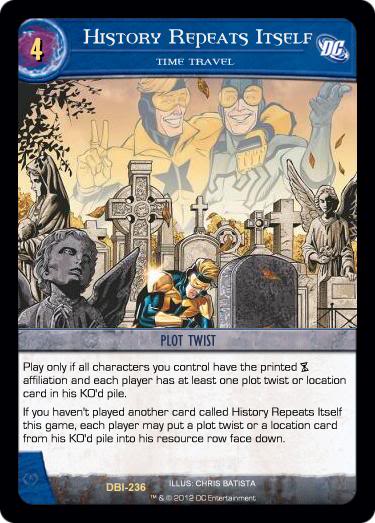 4
HISTORY REPEATS ITSELF
DC
TIME TRAVEL
PLOT TWIST
Play only if all characters you control have the printed
affiliation and each player has at least one plot twist or location
card in his KO'd pile.
If you haven't played another card called History Repeats Itself
this game, each player may put a plot twist or a location card
from his KO'd pile into his resource row face down.
DBI-236
ILLUS: CHRIS BATISTA
™ & © 2012 DC Entertainment